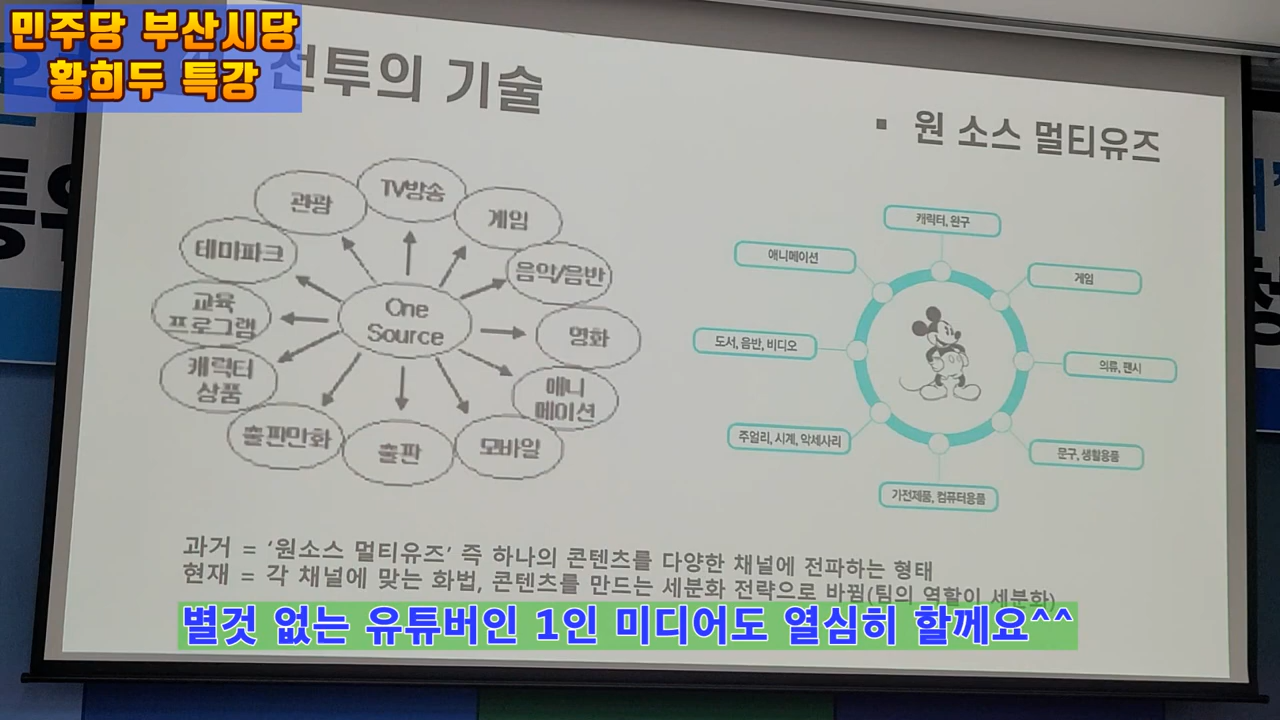 민주당 부산시당
황희두 특강
전투의 기술
▪ 원 소스 멀티유즈
TV방송
관광
게임
테마파크
음악/음반
교육
프로그램
One
Source
영화
캐릭터
상품
애니
메이션
출판만화
출판
모바일
캐릭터, 완구
애니메이션
게임
도서, 음반, 비디오
의류, 팬시
주얼리, 시계, 악세사리
문구, 생활용품
가전제품, 컴퓨터용품
과거 = ‘원소스 멀티유즈’ 즉 하나의 콘텐츠를 다양한 채널에 전파하는 형태
현재 = 각 채널에 맞는 화법, 콘텐츠를 만드는 세분화 전략으로 바뀜(팀의 역할이 세분화)
별것 없는 유튜버인 1인 미디어도 열심히 할께요^^